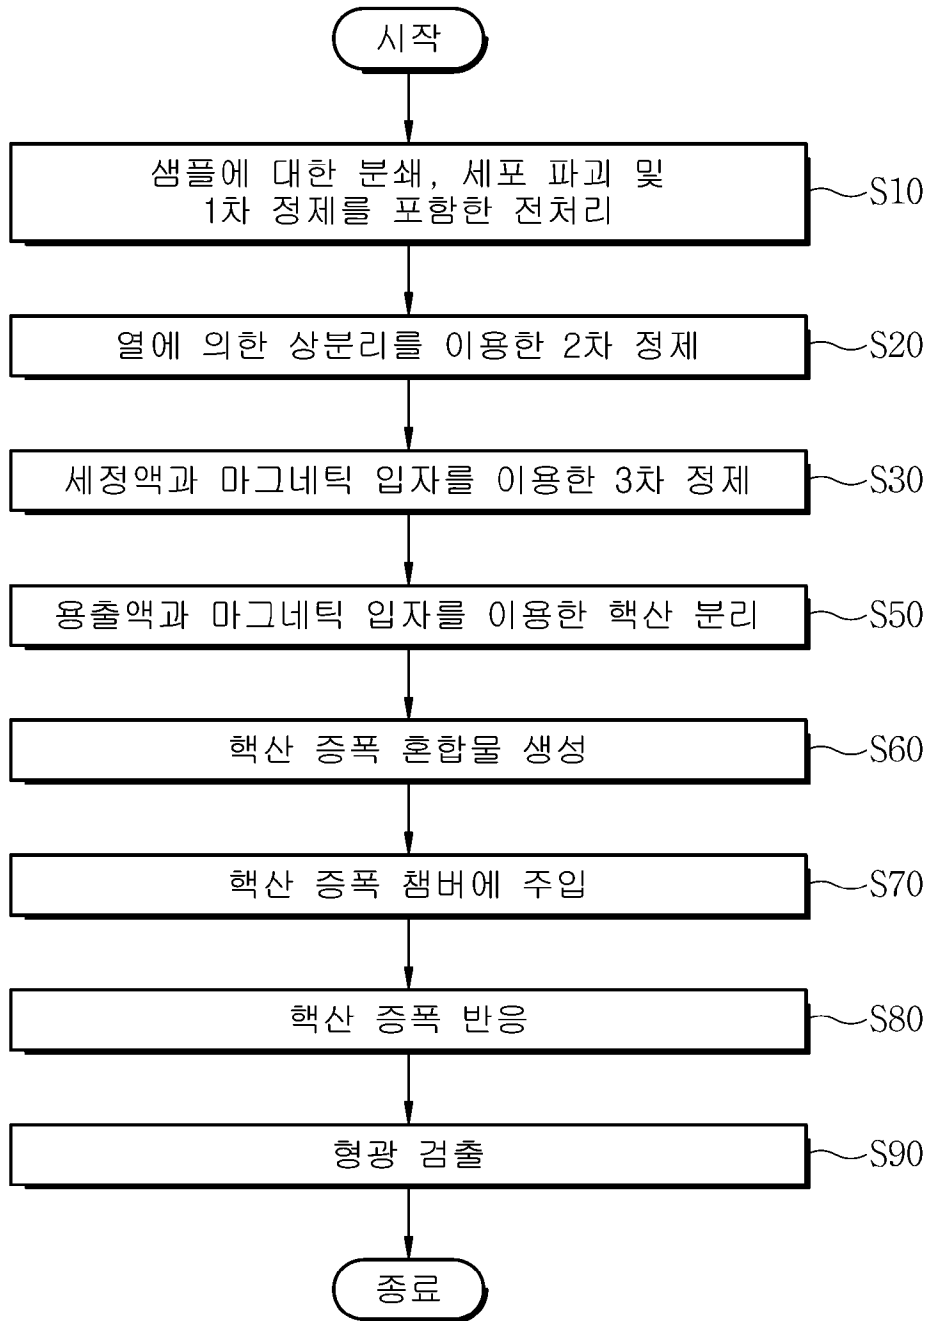 시작
샘플에 대한 분쇄, 세포 파괴 및
1차 정제를 포함한 전처리
S10
열에 의한 상분리를 이용한 2차 정제
S20
세정액과 마그네틱 입자를 이용한 3차 정제
S30
용출액과 마그네틱 입자를 이용한 핵산 분리
S50
핵산 증폭 혼합물 생성
S60
핵산 증폭 챔버에 주입
S70
핵산 증폭 반응
S80
형광 검출
S90
종료